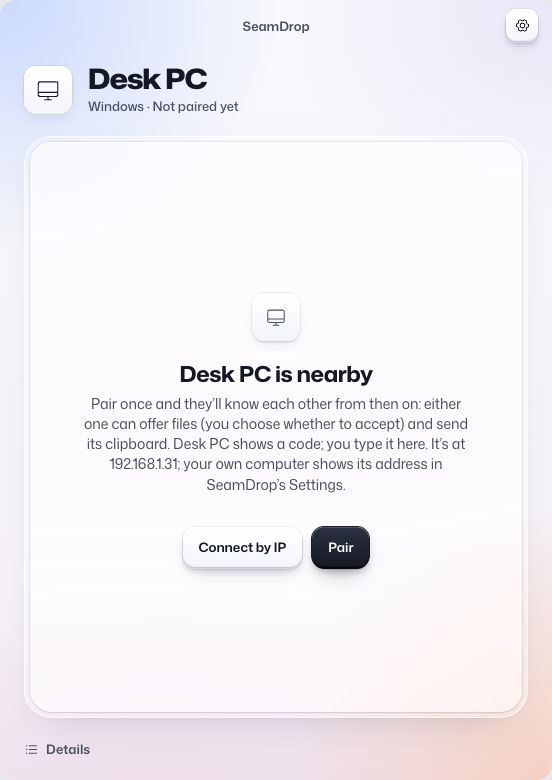 SeamDrop
Desk PC
Windows · Not paired yet
Desk PC is nearby
Pair once and they’ll know each other from then on: either
one can offer files (you choose whether to accept) and send
its clipboard. Desk PC shows a code; you type it here. It’s at
192.168.1.31; your own computer shows its address in
SeamDrop’s Settings.
Connect by IP
Pair
Details